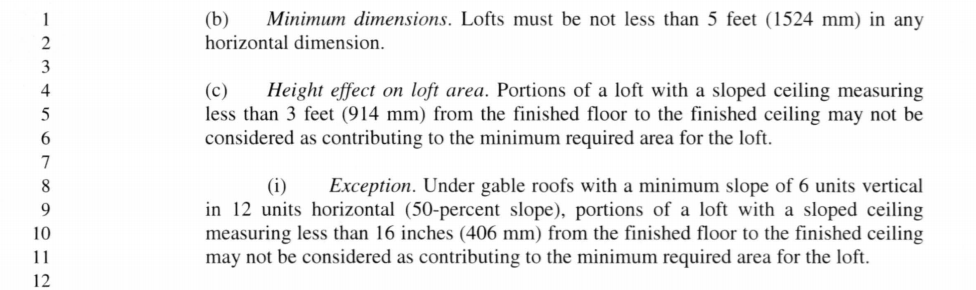 1 (b) Minimum dimensions. Lofts must be not less than 5 feet (1524 mm) in any
2 horizontal dimension.
3
4 (c) Height effect on loft area. Portions of a loft with a sloped ceiling measuring
5 less than 3 feet (914 mm) from the finished floor to the finished ceiling may not be
6 considered as contributing to the minimum required area for the loft.
7
8 (i) Exception. Under gable roofs with a minimum slope of 6 units vertical
9 in 12 units horizontal (50-percent slope), portions of a loft with a sloped ceiling
10 measuring less than 16 inches (406 mm) from the finished floor to the finished ceiling
11 may not be considered as contributing to the minimum required area for the loft.
12